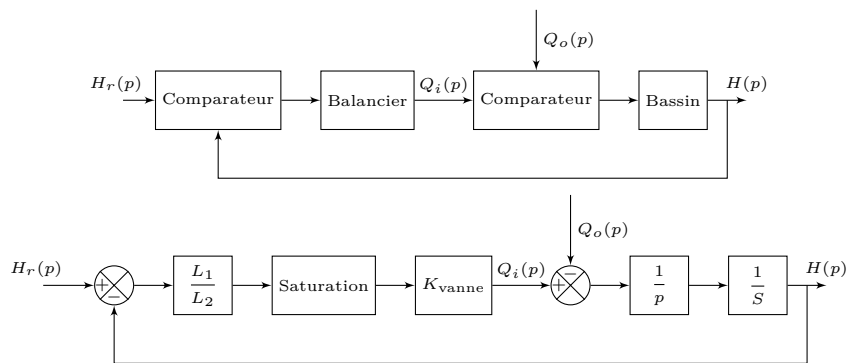 Q_o(p)
H_r(p) Comparateur Balancier Q_i(p) Comparateur Bassin H(p)
Q_o(p)
H_r(p) + − L_1/L_2 Saturation K_vanne Q_i(p) + − 1/p 1/S H(p)